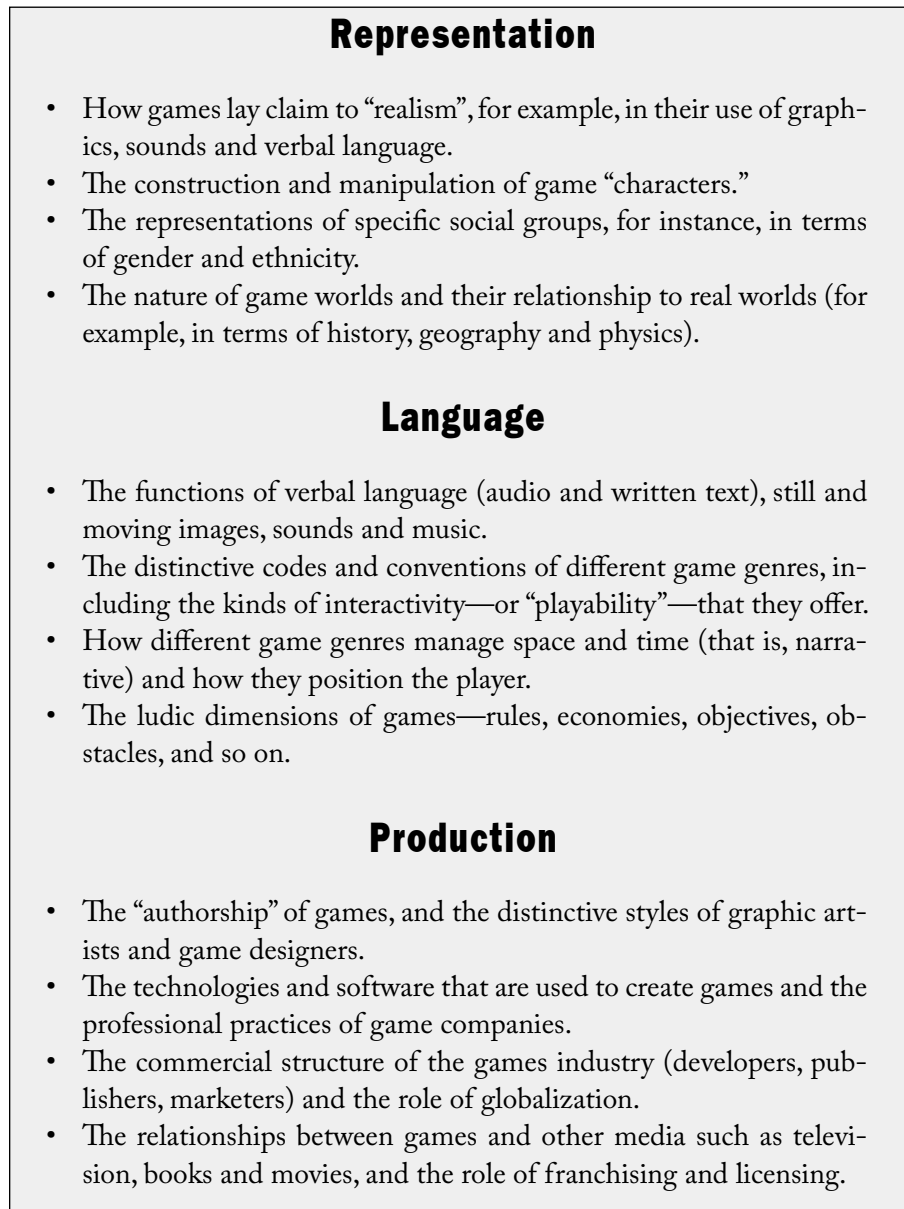 Representation
• How games lay claim to “realism”, for example, in their use of graph-
ics, sounds and verbal language.
• The construction and manipulation of game “characters.”
• The representations of specific social groups, for instance, in terms
of gender and ethnicity.
• The nature of game worlds and their relationship to real worlds (for
example, in terms of history, geography and physics).
Language
• The functions of verbal language (audio and written text), still and
moving images, sounds and music.
• The distinctive codes and conventions of different game genres, in-
cluding the kinds of interactivity—or “playability”—that they offer.
• How different game genres manage space and time (that is, narra-
tive) and how they position the player.
• The ludic dimensions of games—rules, economies, objectives, ob-
stacles, and so on.
Production
• The “authorship” of games, and the distinctive styles of graphic art-
ists and game designers.
• The technologies and software that are used to create games and the
professional practices of game companies.
• The commercial structure of the games industry (developers, pub-
lishers, marketers) and the role of globalization.
• The relationships between games and other media such as televi-
sion, books and movies, and the role of franchising and licensing.